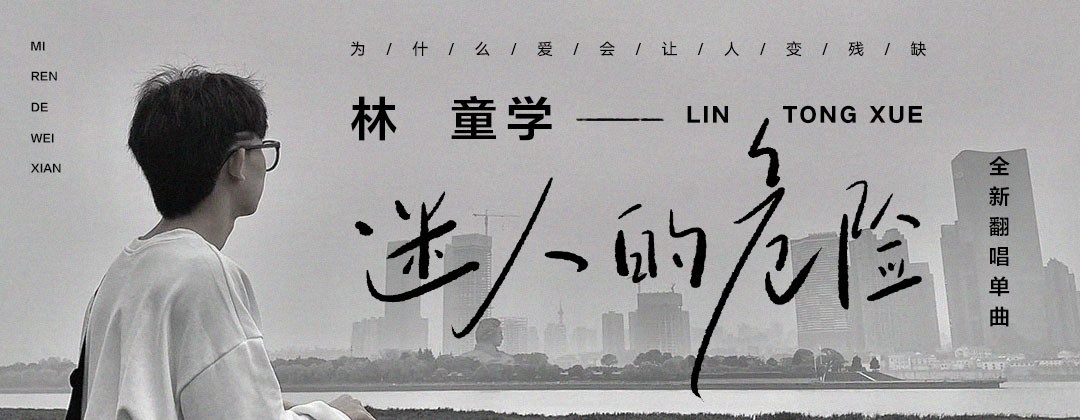 MI
REN
DE
WEI
XIAN
为/什/么/爱/会/让/人/变/残/缺
林 童学 —— LIN TONG XUE
迷人的危险
全新翻唱单曲